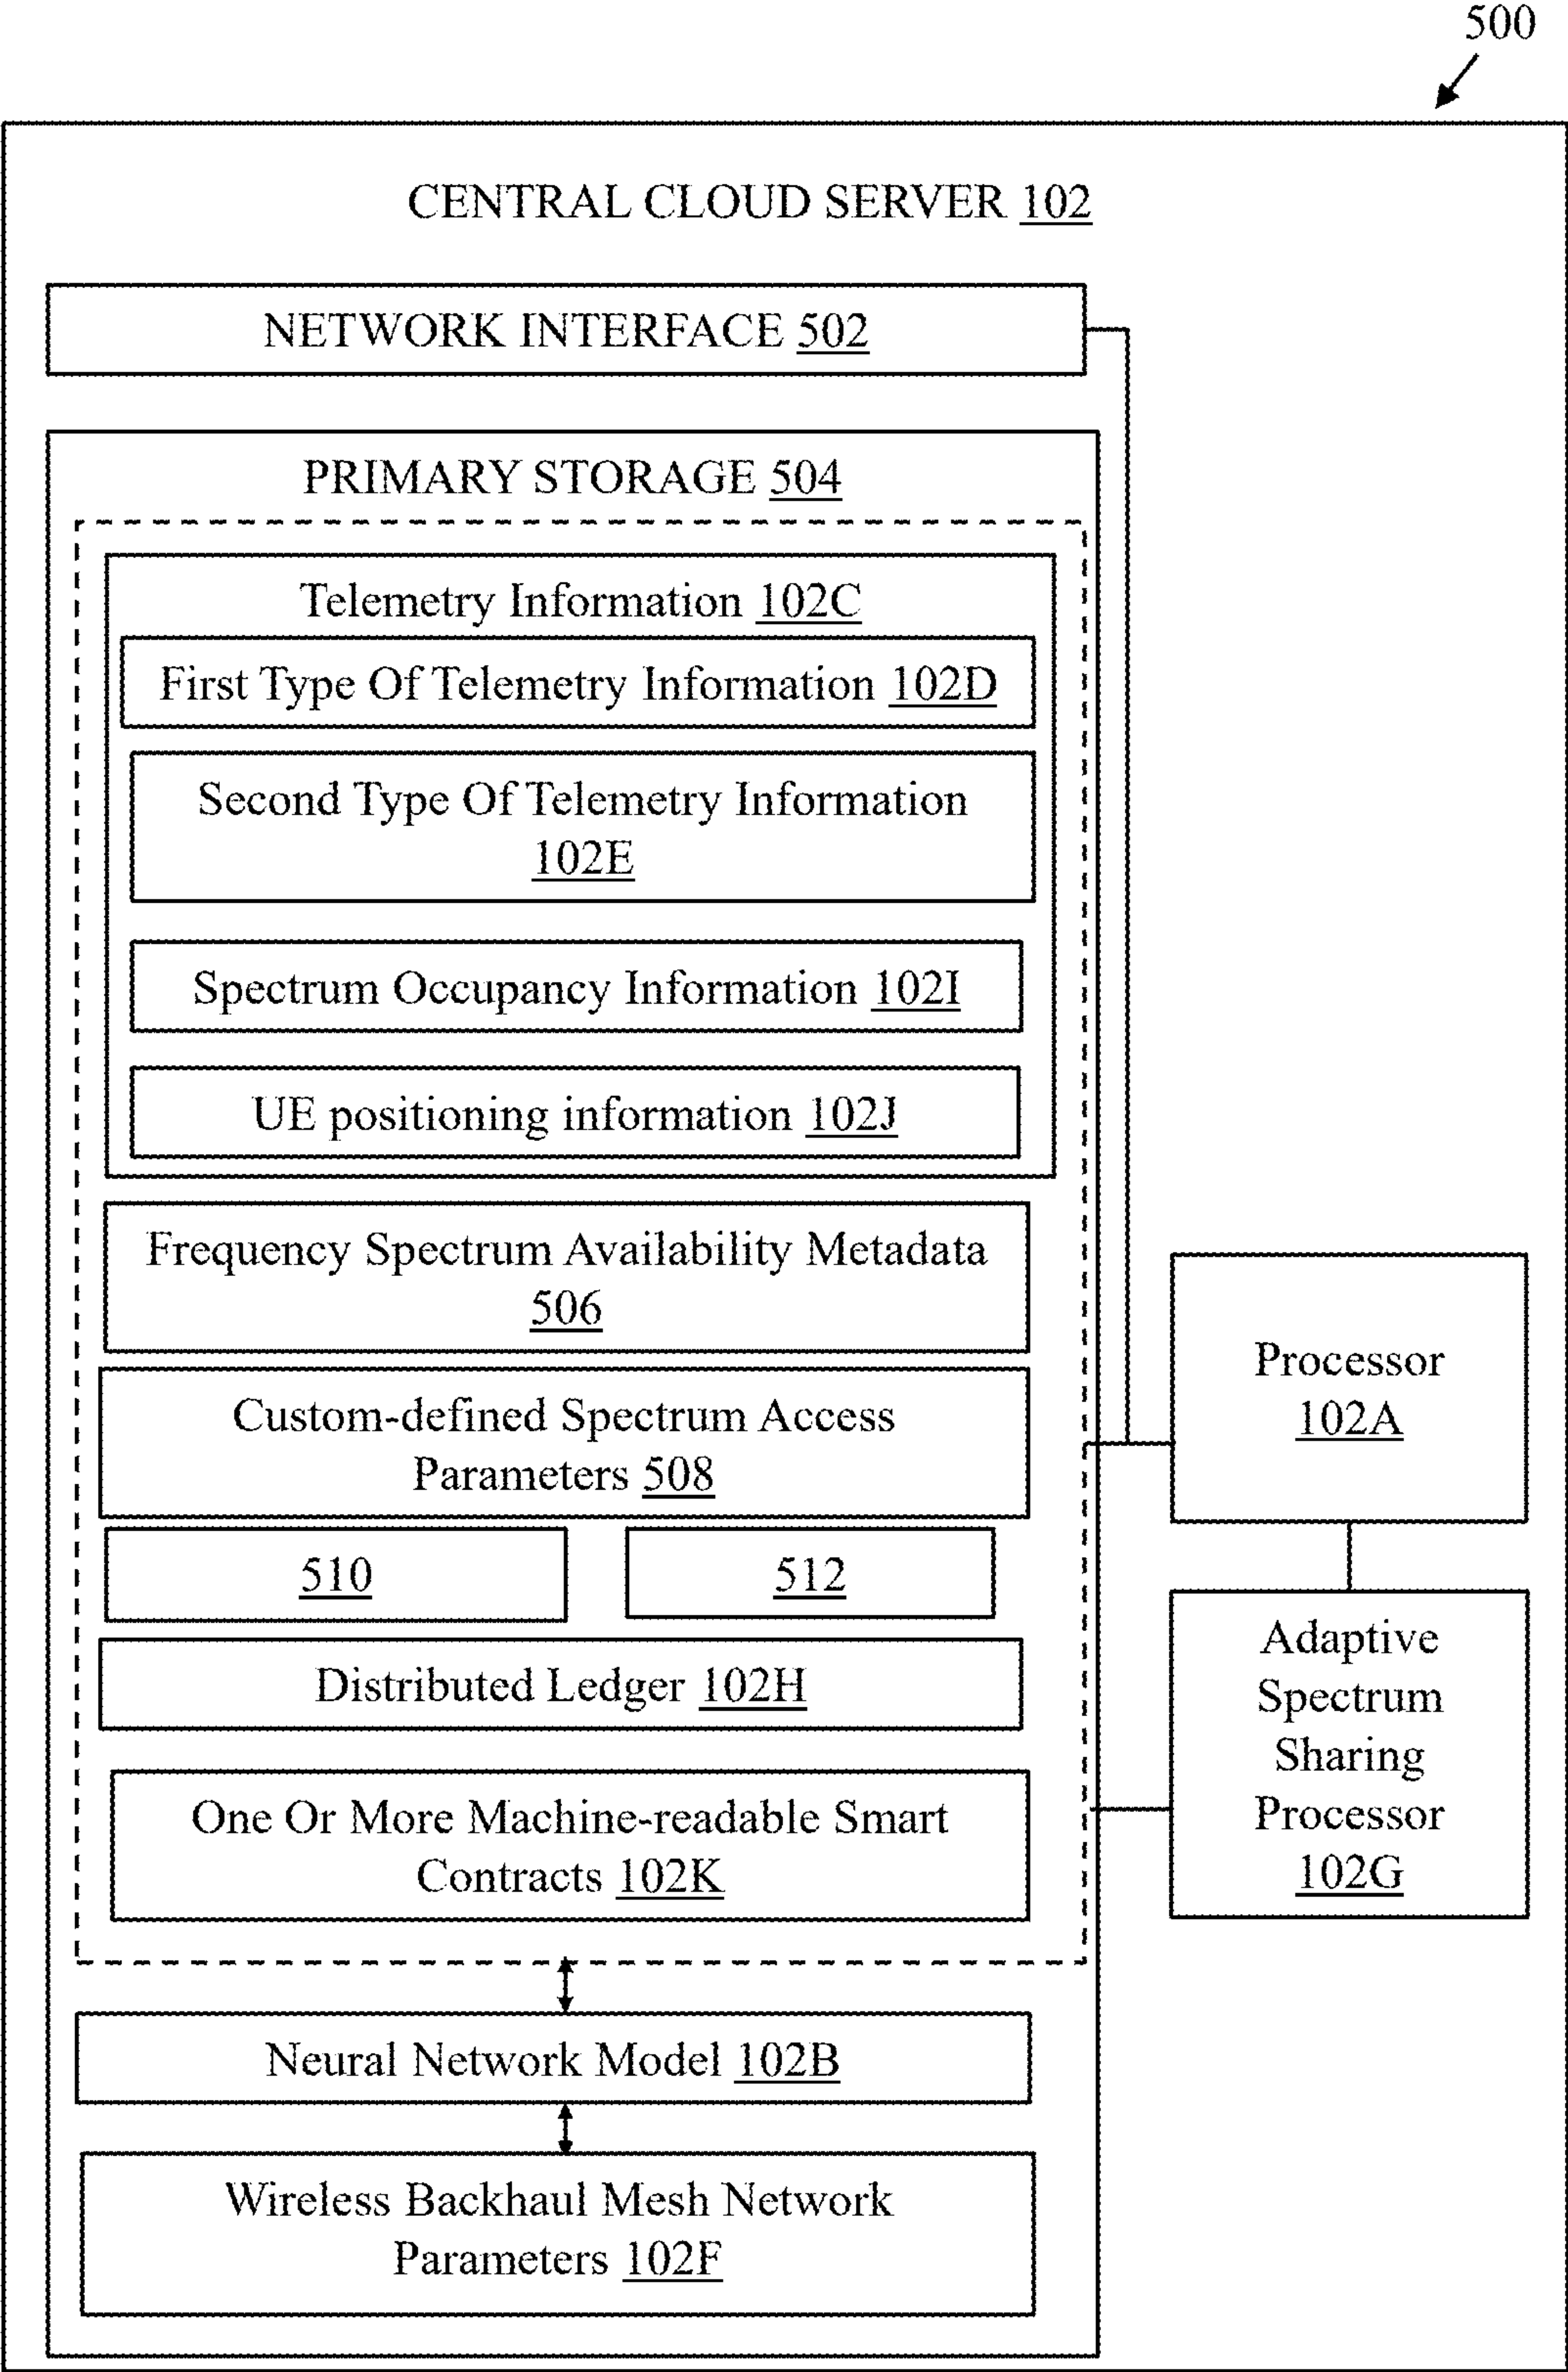 500
CENTRAL CLOUD SERVER 102
NETWORK INTERFACE 502
PRIMARY STORAGE 504
Telemetry Information 102C
First Type Of Telemetry Information 102D
Second Type Of Telemetry Information
102E
Spectrum Occupancy Information 102I
UE positioning information 102J
Frequency Spectrum Availability Metadata
506
Custom-defined Spectrum Access
Parameters 508
510
512
Distributed Ledger 102H
One Or More Machine-readable Smart
Contracts 102K
Neural Network Model 102B
Wireless Backhaul Mesh Network
Parameters 102F
Processor
102A
Adaptive
Spectrum
Sharing
Processor
102G